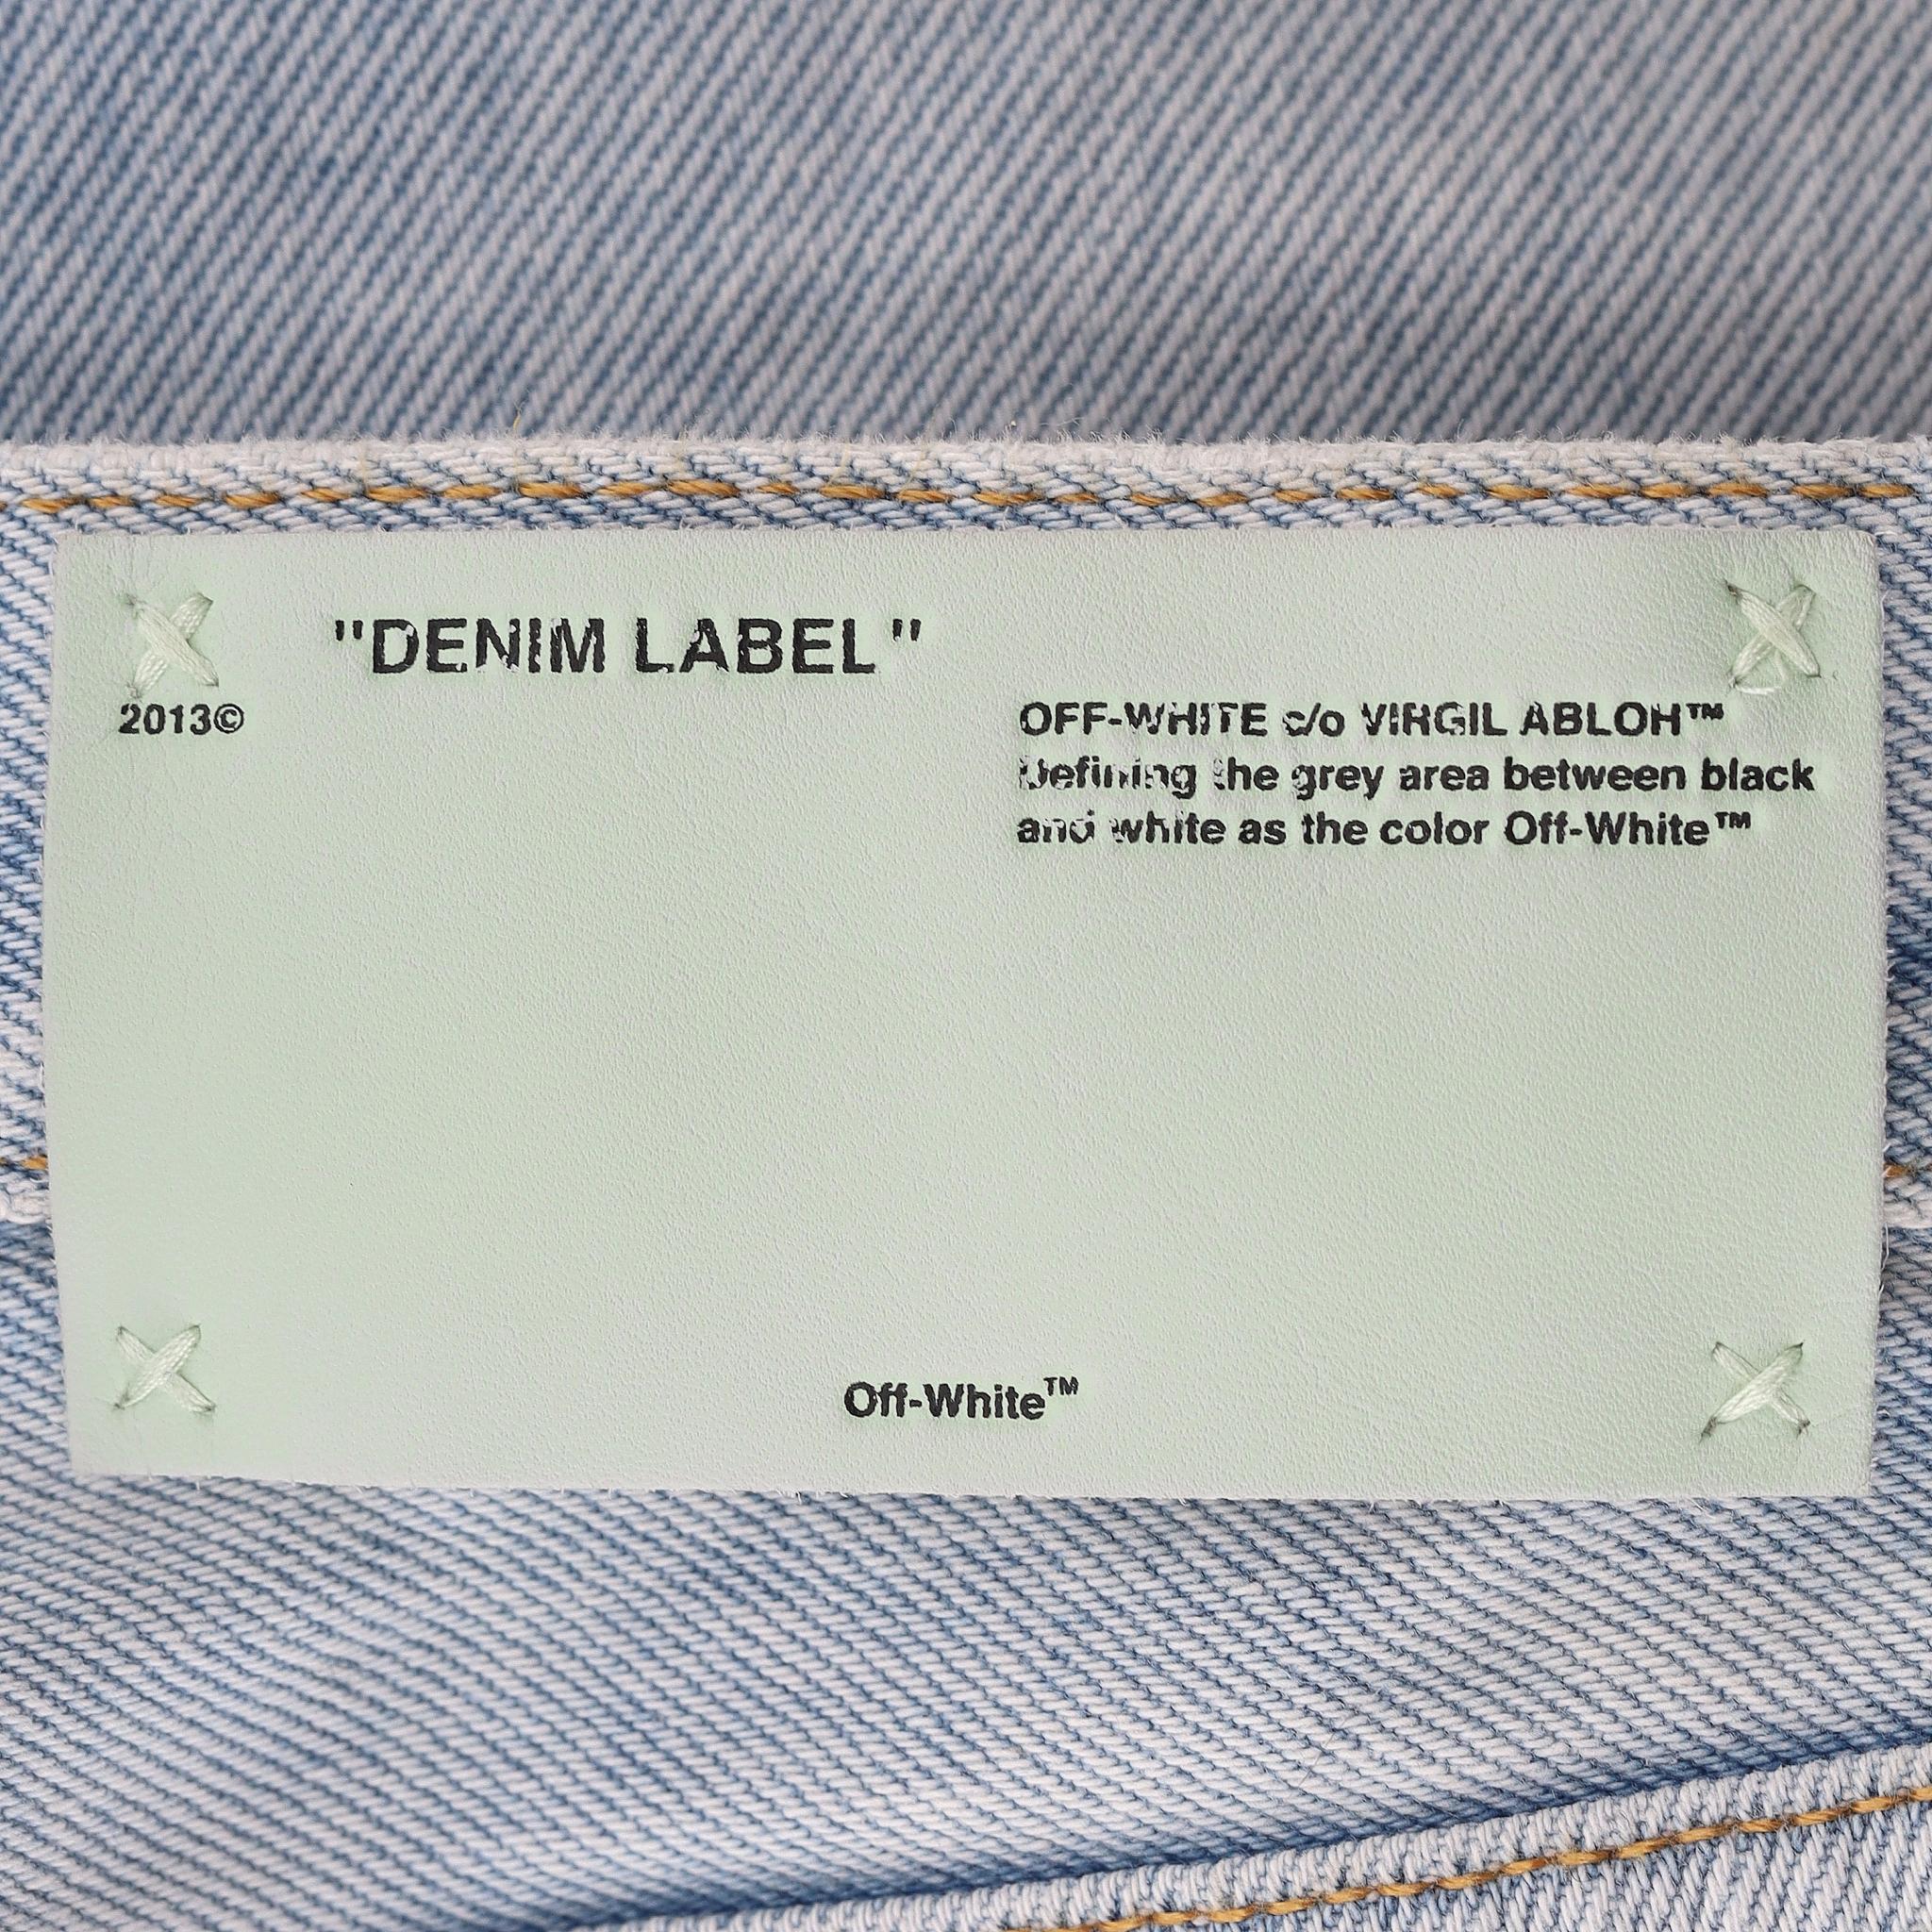 "DENIM LABEL"
2013©
OFF-WHITE c/o VIRGIL ABLOH™
Defining the grey area between black
and white as the color Off-White™
Off-White™